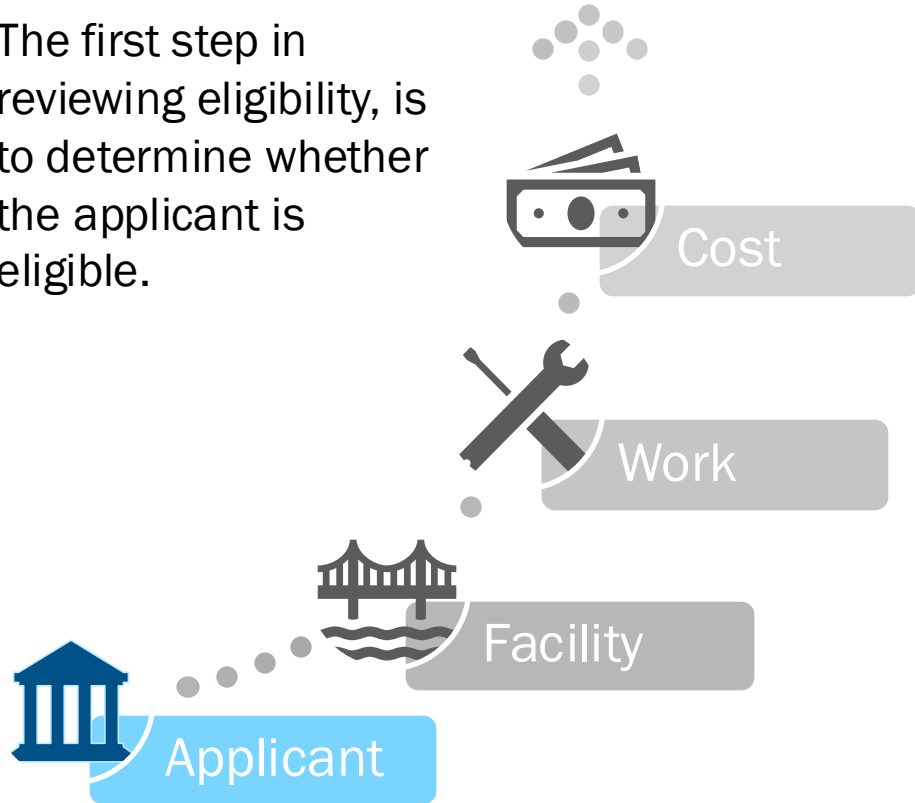 The first step in
reviewing eligibility, is
to determine whether
the applicant is
eligible.
Cost
Work
Facility
Applicant